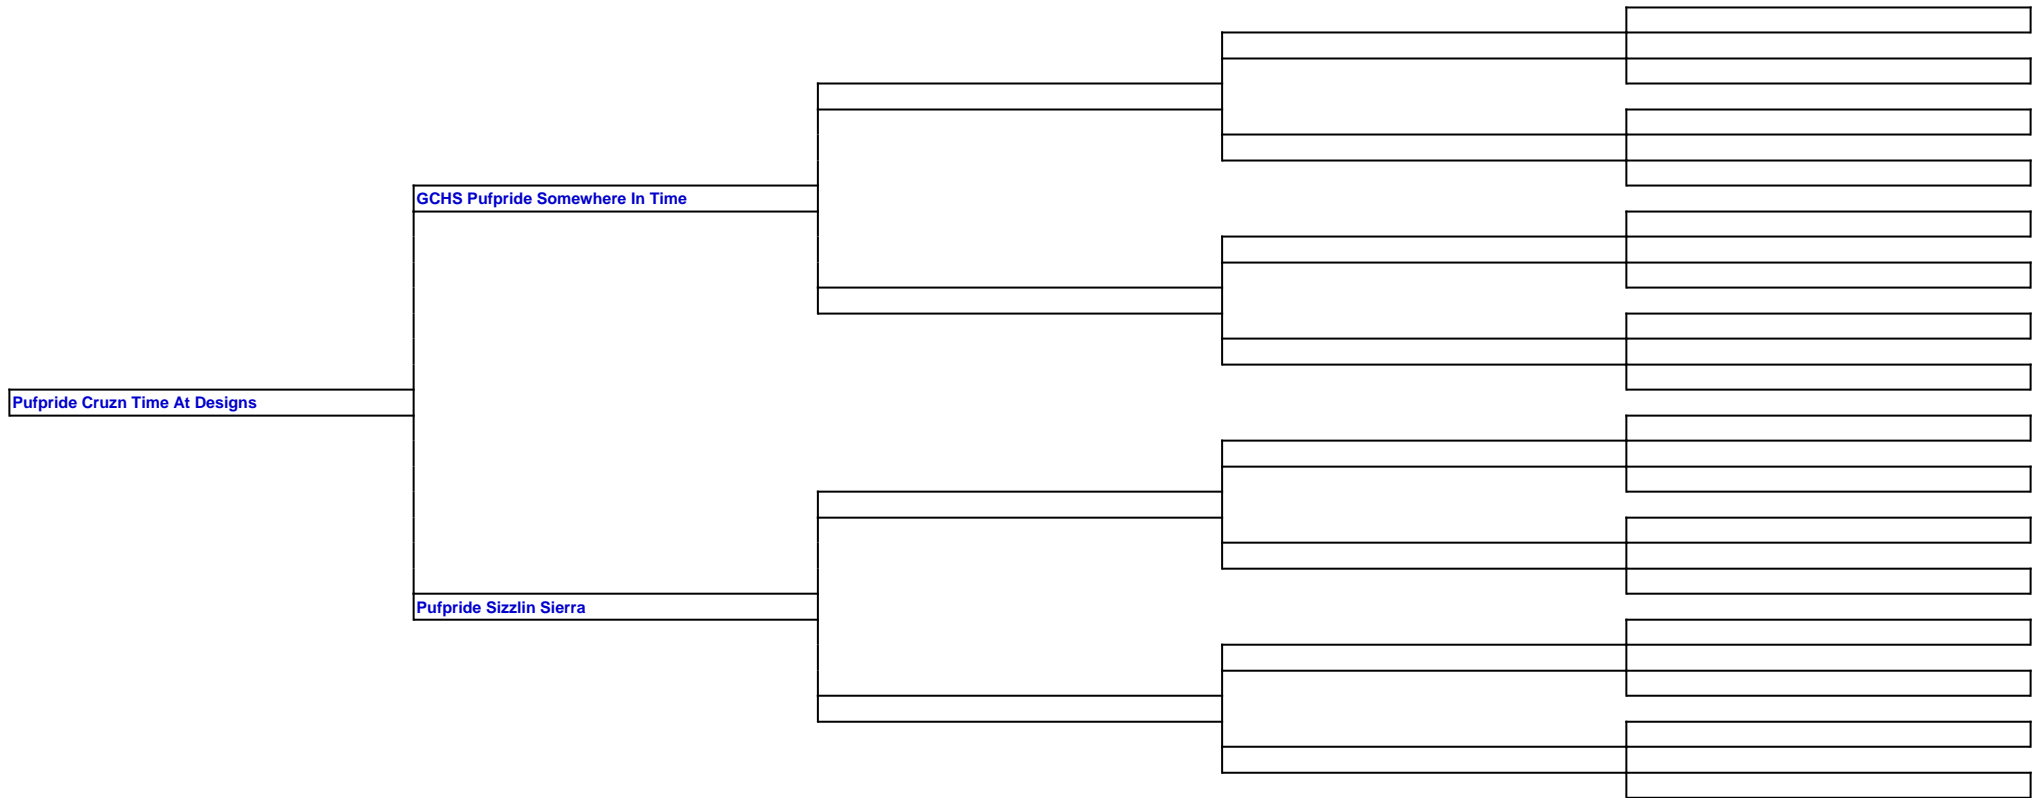 GCHS Pufpride Somewhere In Time
Pufpride Cruzn Time At Designs
Pufpride Sizzlin Sierra